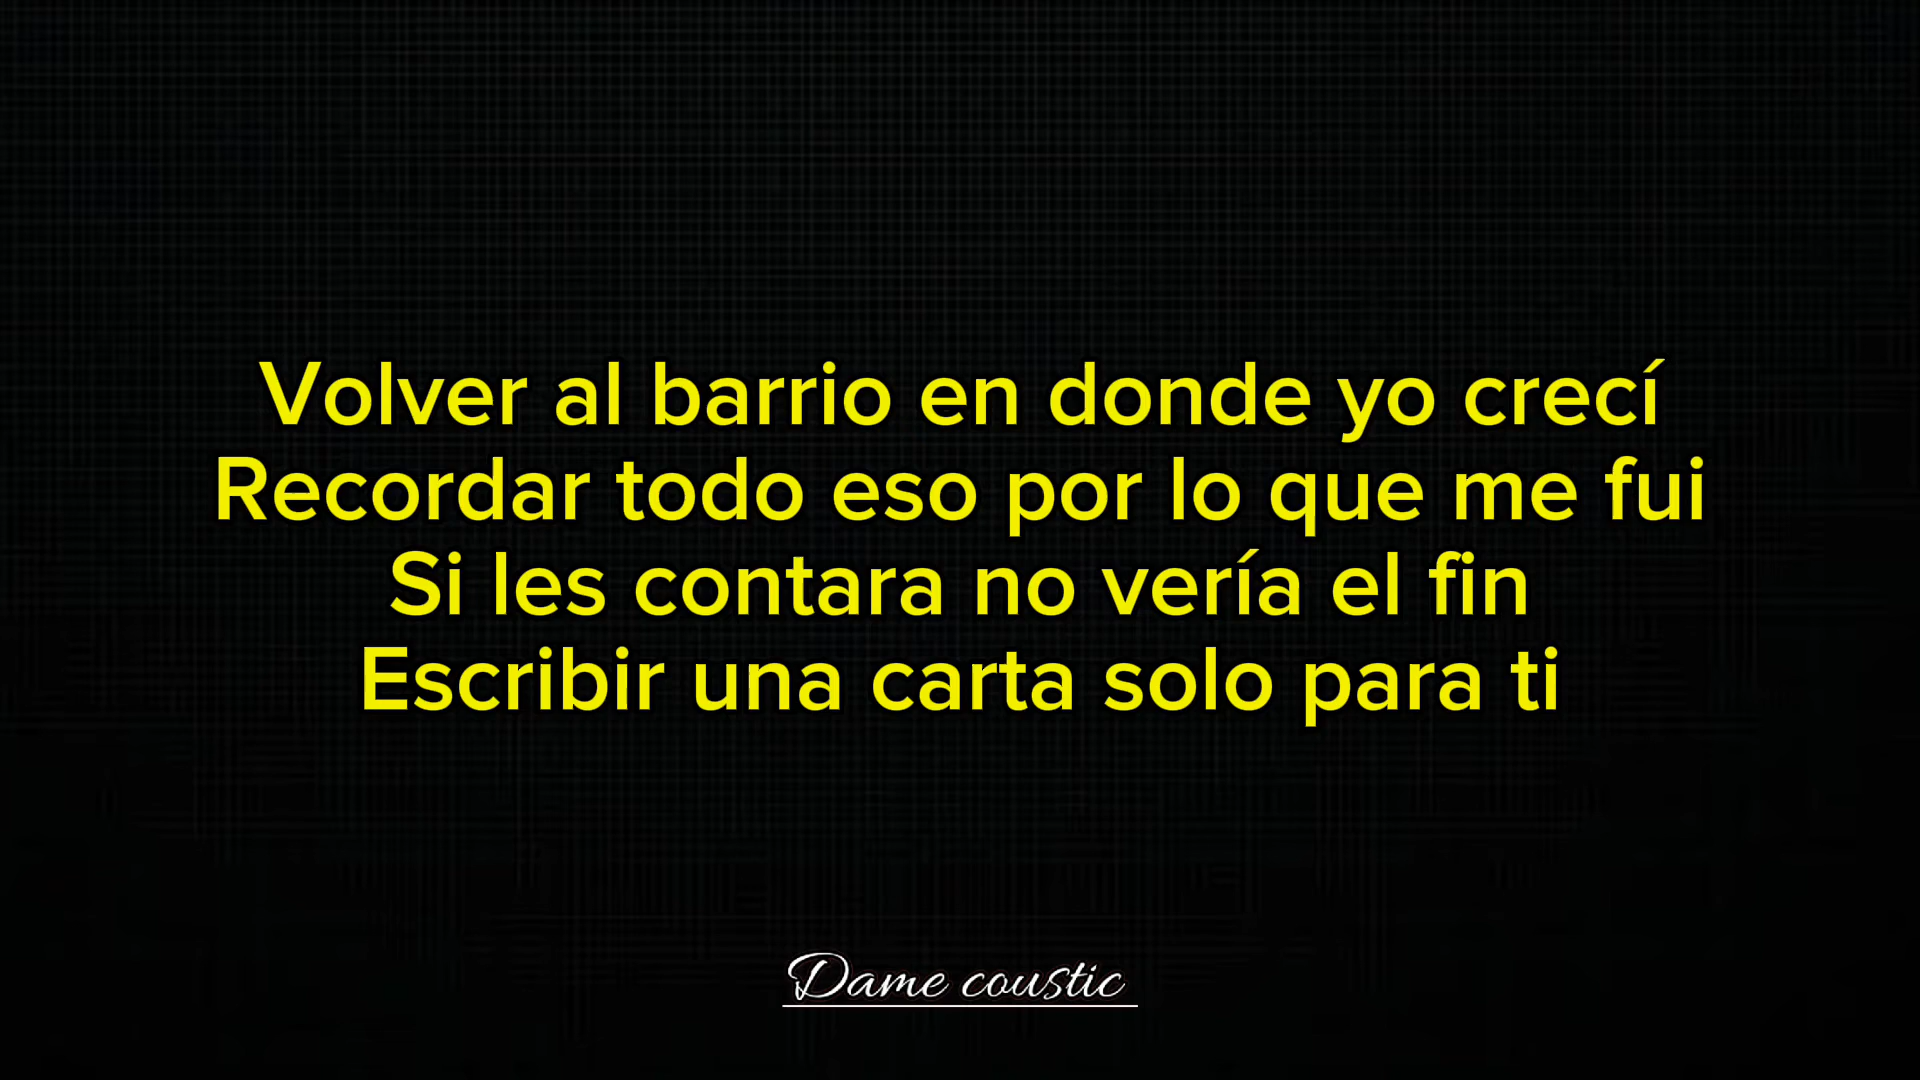 Volver al barrio en donde yo crecí
Recordar todo eso por lo que me fui
Si les contara no vería el fin
Escribir una carta solo para ti
Dame coustic